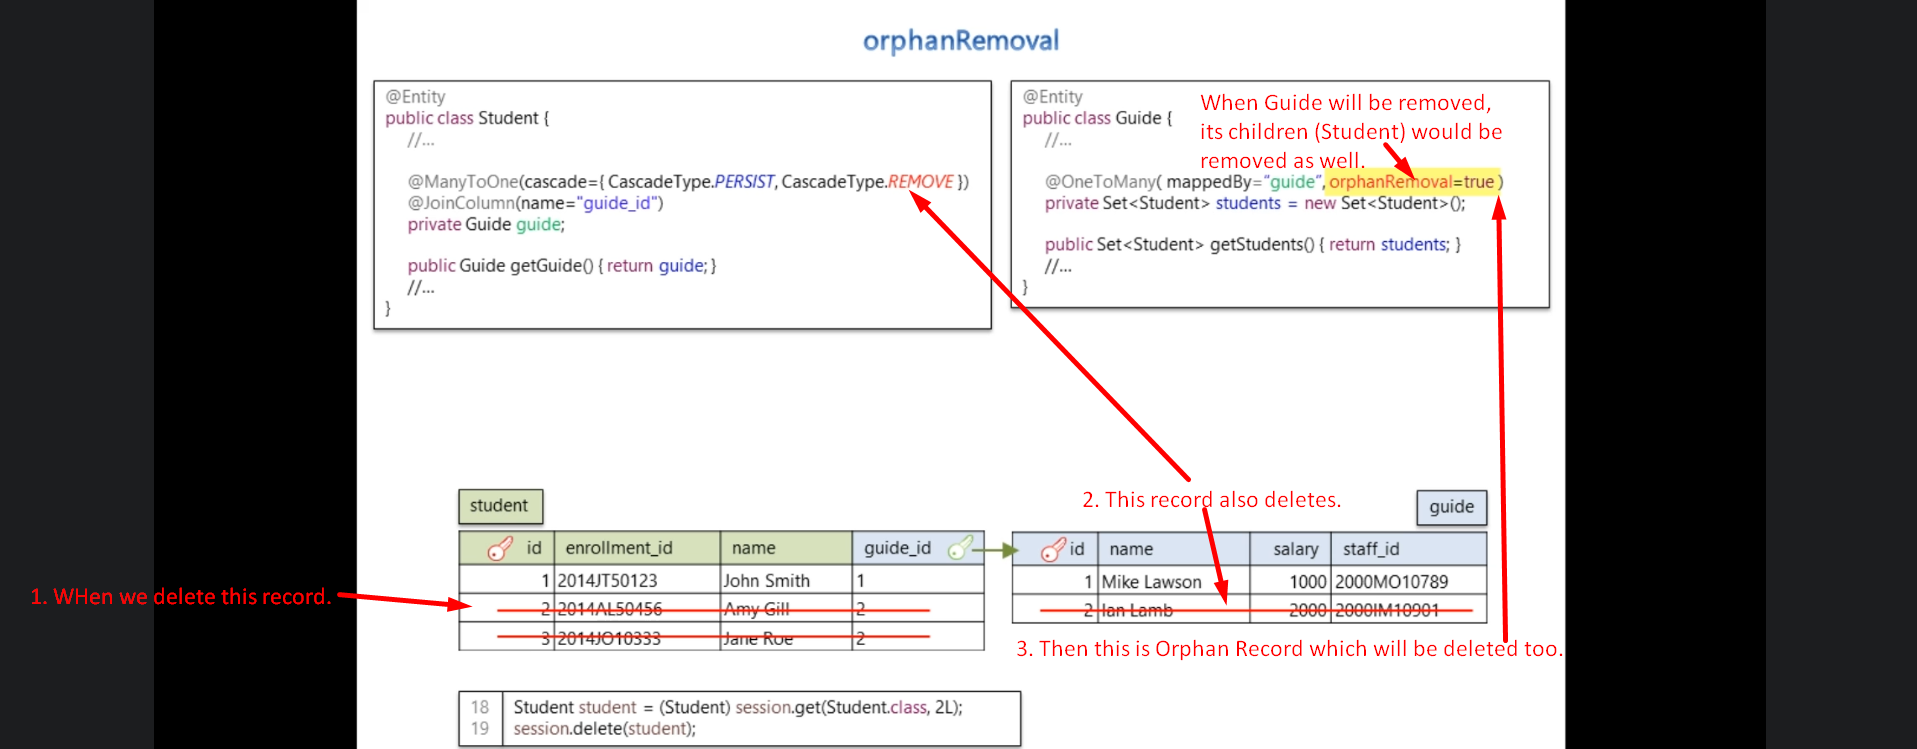 orphanRemoval
@Entity
public class Student {
//...
@ManyToOne(cascade={ CascadeType.PERSIST, CascadeType.REMOVE })
@JoinColumn(name="guide_id")
private Guide guide;
public Guide getGuide() { return guide; }
//...
}
@Entity
public class Guide {
//...
When Guide will be removed,
its children (Student) would be
removed as well.
@OneToMany( mappedBy="guide", orphanRemoval=true )
private Set<Student> students = new Set<Student>();
public Set<Student> getStudents() { return students; }
//...
}
2. This record also deletes.
student
id enrollment_id name guide_id
1 2014JT50123 John Smith 1
2 2014AL50456 Amy Gill 2
3 2014JO10333 Jane Roe 2
1. WHen we delete this record.
guide
id name salary staff_id
1 Mike Lawson 1000 2000MO10789
2 Ian Lamb 2000 2000IM10901
3. Then this is Orphan Record which will be deleted too.
18 Student student = (Student) session.get(Student.class, 2L);
19 session.delete(student);